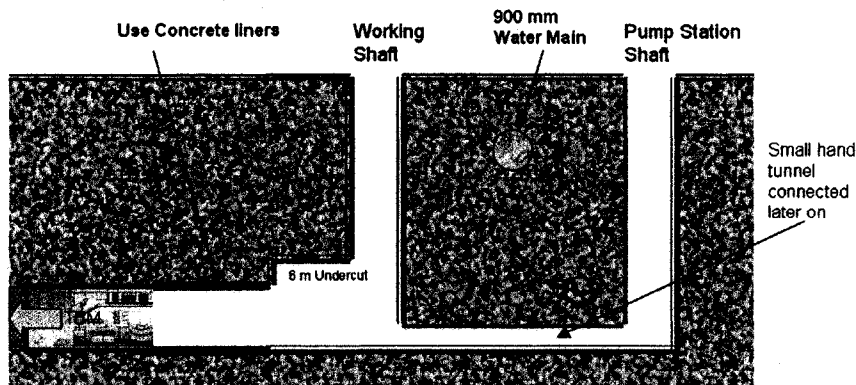 Use Concrete liners
Working
Shaft
900 mm
Water Main
Pump Station
Shaft
Small hand
tunnel
connected
later on
6 m Undercut
TBM